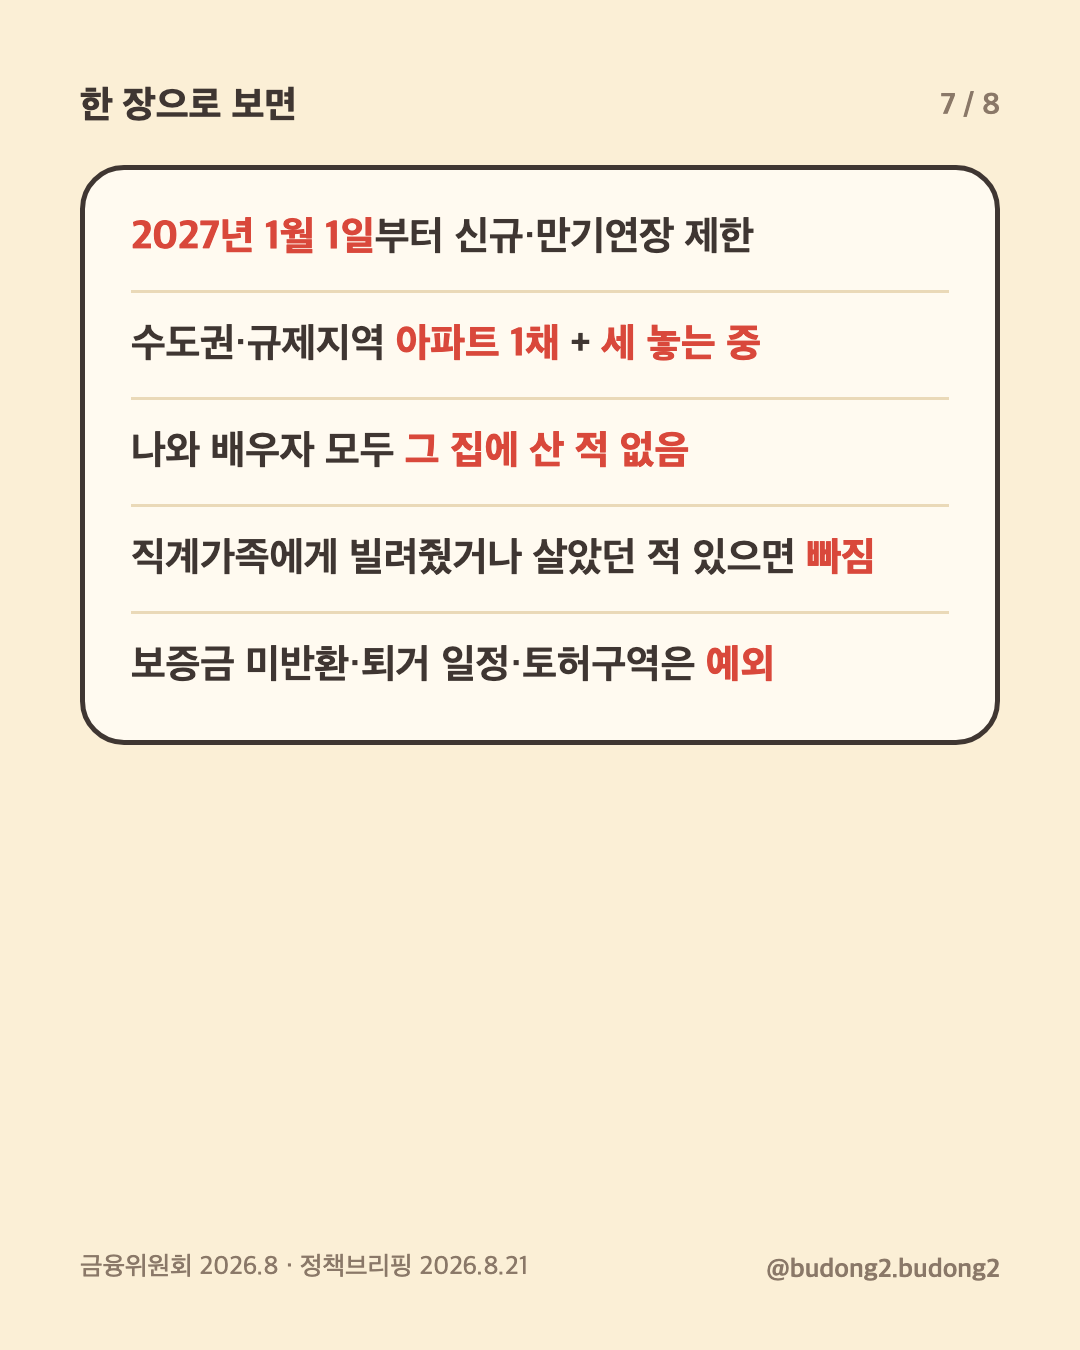 한 장으로 보면
7 / 8
2027년 1월 1일부터 신규·만기연장 제한
수도권·규제지역 아파트 1채 + 세 놓는 중
나와 배우자 모두 그 집에 산 적 없음
직계가족에게 빌려줬거나 살았던 적 있으면 빠짐
보증금 미반환·퇴거 일정·토허구역은 예외
금융위원회 2026.8 · 정책브리핑 2026.8.21
@budong2.budong2